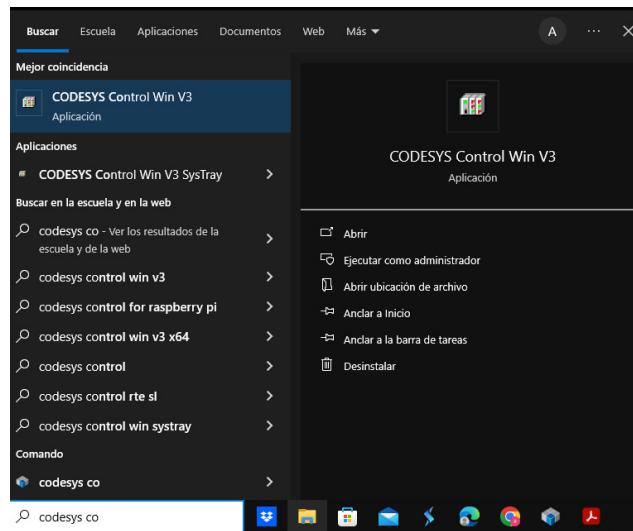 Buscar Escuela Aplicaciones Documentos Web Más A ...
Mejor coincidencia
CODESYS Control Win V3
Aplicación
Aplicaciones
CODESYS Control Win V3 SysTray
Buscar en la escuela y en la web
codesys co - Ver los resultados de la
escuela y de la web
codesys control win v3
codesys control for raspberry pi
codesys control win v3 x64
codesys control
codesys control rte sl
codesys control win systray
Comando
codesys co
codesys co
CODESYS Control Win V3
Aplicación
Abrir
Ejecutar como administrador
Abrir ubicación de archivo
Anclar a Inicio
Anclar a la barra de tareas
Desinstalar